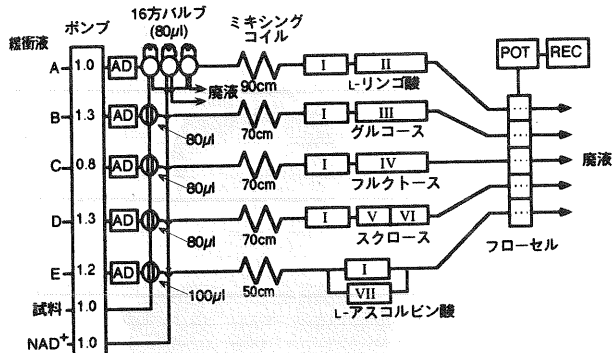 16方バルブ
(80μl)
ミキシング
コイル
ポンプ
緩衝液
A 1.0 AD
廃液
90cm
I II
L-リンゴ酸
POT REC
B 1.3 AD
80μl
70cm
I III
グルコース
C 0.8 AD
80μl
70cm
I IV
フルクトース
廃液
D 1.3 AD
80μl
70cm
I V VI
スクロース
フローセル
E 1.2 AD
100μl
50cm
I
VII
L-アスコルビン酸
試料 1.0
NAD+ 1.0